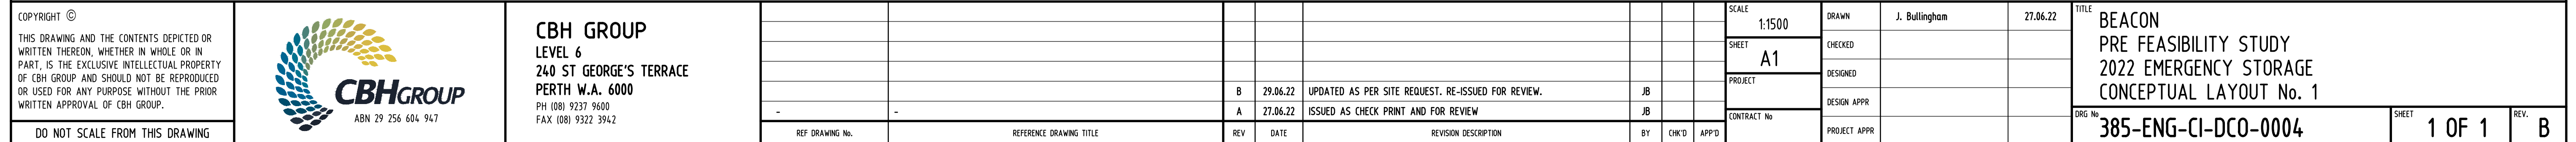 COPYRIGHT ©
THIS DRAWING AND THE CONTENTS DEPICTED OR
WRITTEN THEREON, WHETHER IN WHOLE OR IN
PART, IS THE EXCLUSIVE INTELLECTUAL PROPERTY
OF CBH GROUP AND SHOULD NOT BE REPRODUCED
OR USED FOR ANY PURPOSE WITHOUT THE PRIOR
WRITTEN APPROVAL OF CBH GROUP.
DO NOT SCALE FROM THIS DRAWING
CBHGROUP
ABN 29 256 604 947
CBH GROUP
LEVEL 6
240 ST GEORGE'S TERRACE
PERTH W.A. 6000
PH (08) 9237 9600
FAX (08) 9322 3942
- -
REF DRAWING No. REFERENCE DRAWING TITLE
B 29.06.22 UPDATED AS PER SITE REQUEST. RE-ISSUED FOR REVIEW. JB
A 27.06.22 ISSUED AS CHECK PRINT AND FOR REVIEW JB
REV DATE REVISION DESCRIPTION BY CHK'D APP'D
SCALE
1:1500
SHEET
A1
PROJECT
CONTRACT No
DRAWN J. Bullingham 27.06.22
CHECKED
DESIGNED
DESIGN APPR
PROJECT APPR
TITLE
BEACON
PRE FEASIBILITY STUDY
2022 EMERGENCY STORAGE
CONCEPTUAL LAYOUT No. 1
DRG No
385-ENG-CI-DCO-0004
SHEET
1 OF 1
REV.
B